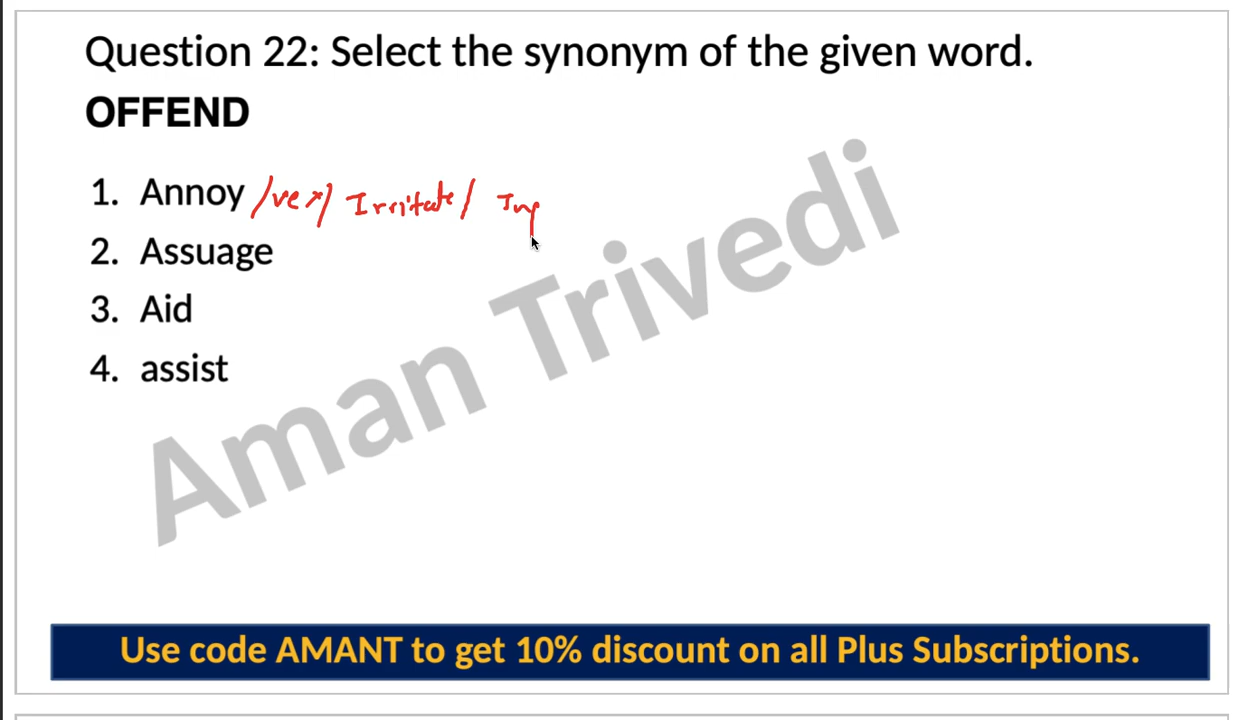 Question 22: Select the synonym of the given word.
OFFEND
1. Annoy /vex/ Irritate/
2. Assuage
3. Aid
4. assist
Aman Trivedi
Use code AMANT to get 10% discount on all Plus Subscriptions.